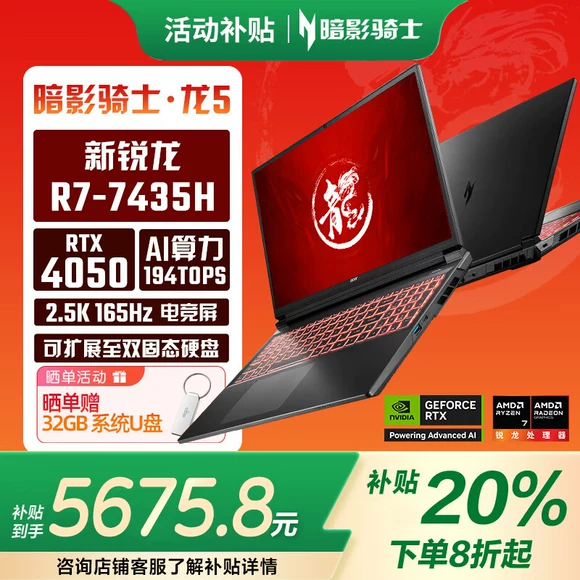 活动补贴
暗影骑士
暗影骑士·龙5
新锐龙
R7-7435H
RTX
4050
AI算力
194TOPS
2.5K 165Hz 电竞屏
可扩展至双固态硬盘
晒单活动
晒单赠
32GB 系统U盘
龍
acer
NVIDIA
GEFORCE
RTX
Powering Advanced AI
AMD
RYZEN
7
AMD
RADEON
GRAPHICS
锐龙处理器
补贴
到手
5675.8元
补贴
20%
下单8折起
咨询店铺客服了解补贴详情